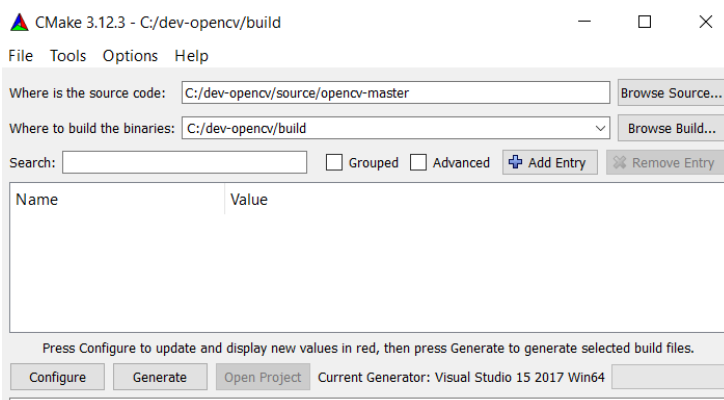 CMake 3.12.3 - C:/dev-opencv/build
File Tools Options Help
Where is the source code: C:/dev-opencv/source/opencv-master Browse Source...
Where to build the binaries: C:/dev-opencv/build Browse Build...
Search: Grouped Advanced Add Entry Remove Entry
Name Value
Press Configure to update and display new values in red, then press Generate to generate selected build files.
Configure Generate Open Project Current Generator: Visual Studio 15 2017 Win64